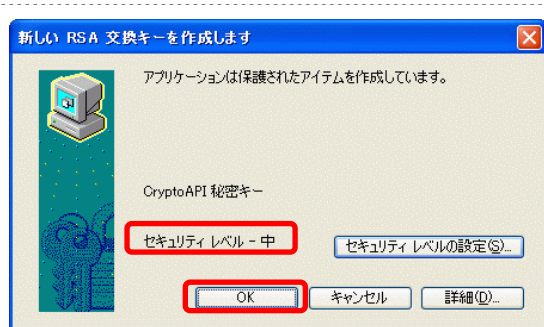 新しい RSA 交換キーを作成します
アプリケーションは保護されたアイテムを作成しています。
CryptoAPI 秘密キー
セキュリティ レベル - 中
セキュリティ レベルの設定(S)...
OK
キャンセル
詳細(D)...